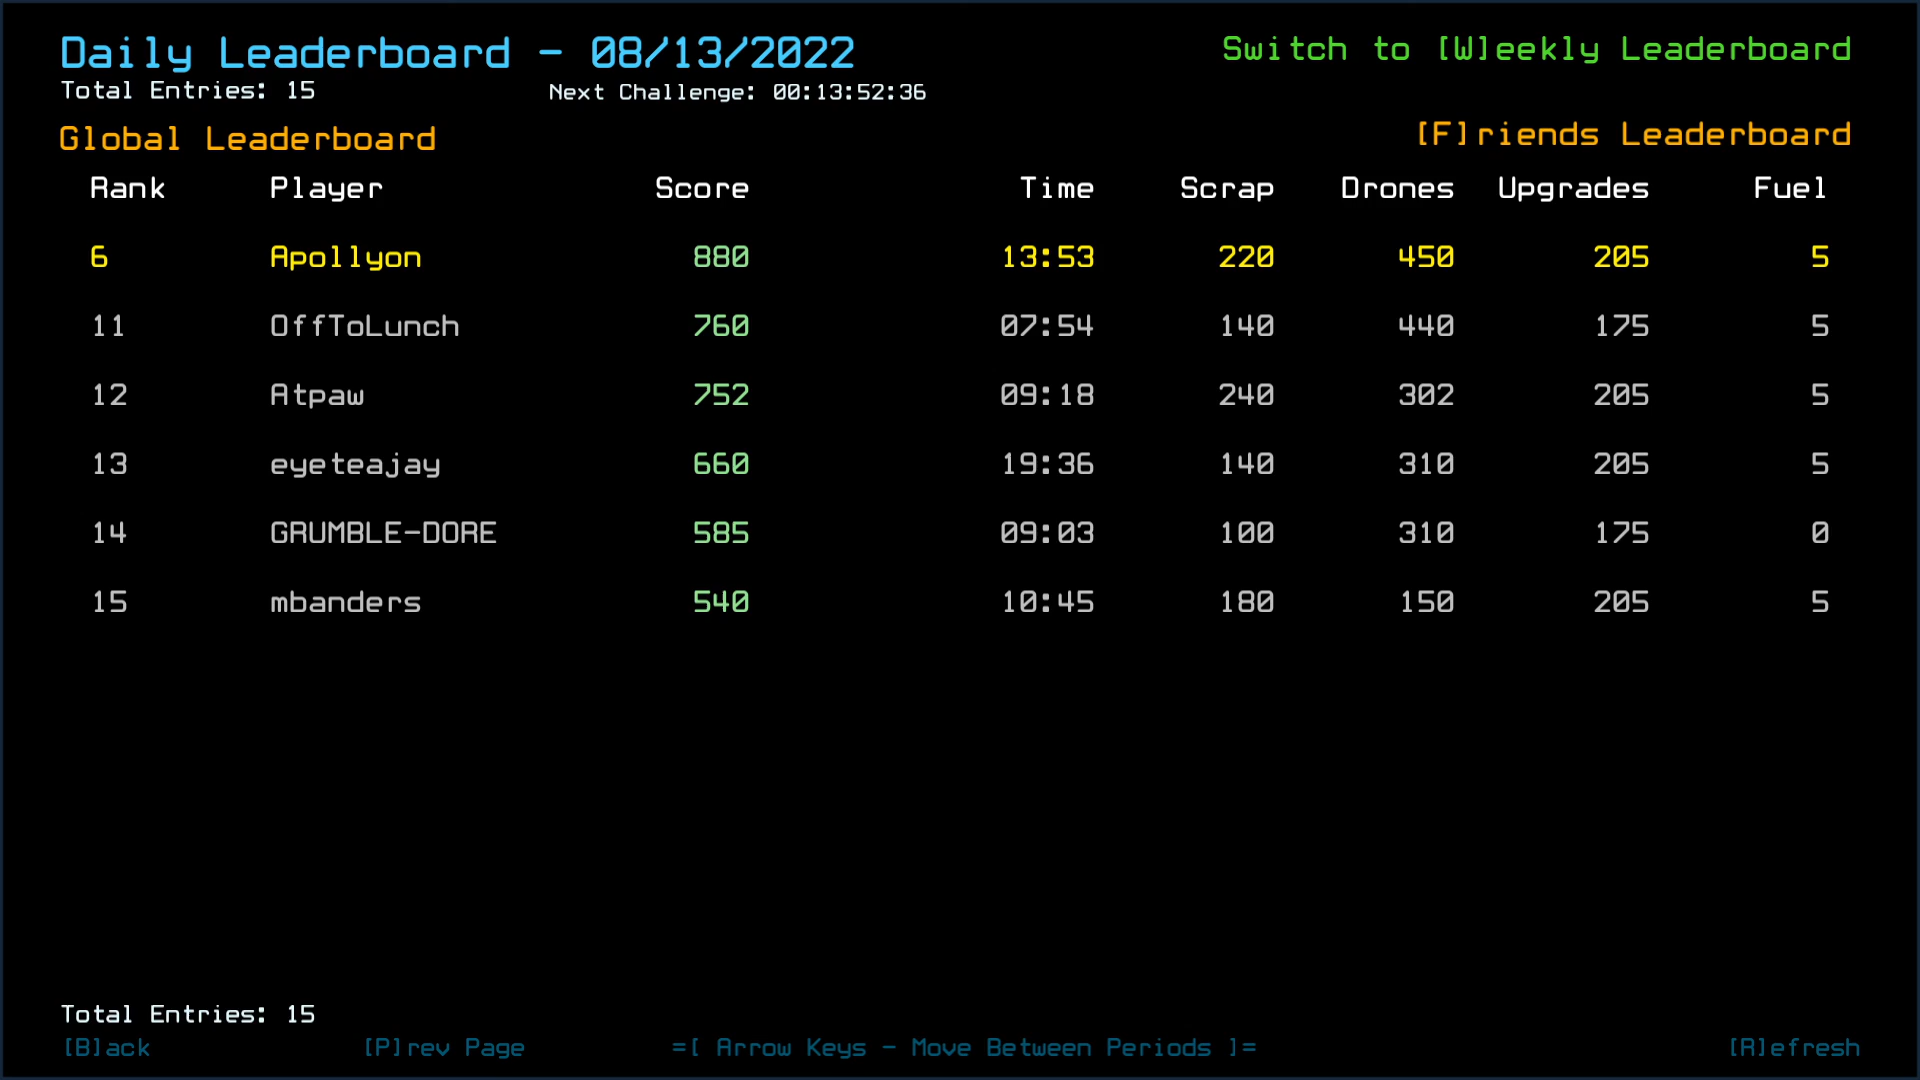 Daily Leaderboard - 08/13/2022
Switch to [W]eekly Leaderboard
Total Entries: 15
Next Challenge: 00:13:52:36
Global Leaderboard
[F]riends Leaderboard
Rank Player Score Time Scrap Drones Upgrades Fuel
6 Apollyon 880 13:53 220 450 205 5
11 OffToLunch 760 07:54 140 440 175 5
12 Atpaw 752 09:18 240 302 205 5
13 eyeteajay 660 19:36 140 310 205 5
14 GRUMBLE-DORE 585 09:03 100 310 175 0
15 mbanders 540 10:45 180 150 205 5
Total Entries: 15
[B]ack [P]rev Page =[ Arrow Keys - Move Between Periods ]= [R]efresh